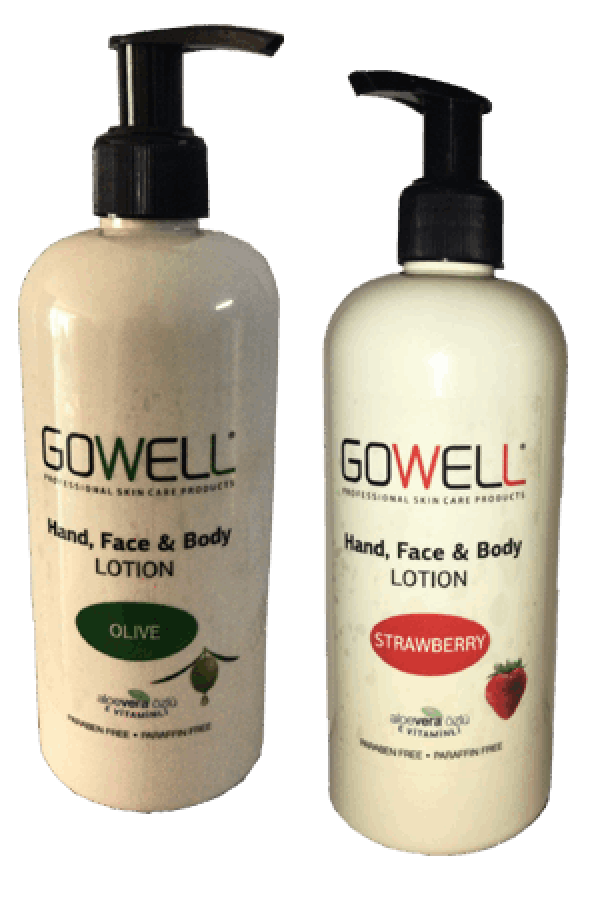 GOWELL
PROFESSIONAL SKIN CARE PRODUCTS
Hand, Face & Body
LOTION
OLIVE
aloevera özlü
E VİTAMİNLİ
PARABEN FREE • PARAFFIN FREE
GOWELL
PROFESSIONAL SKIN CARE PRODUCTS
Hand, Face & Body
LOTION
STRAWBERRY
aloevera özlü
E VİTAMİNLİ
PARABEN FREE • PARAFFIN FREE